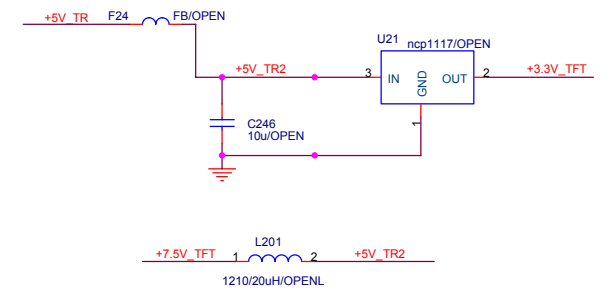 +5V_TR
F24
FB/OPEN
U21
ncp1117/OPEN
+5V_TR2
3
IN
GND
OUT
2
+3.3V_TFT
1
C246
10u/OPEN
L201
+7.5V_TFT
1
2
+5V_TR2
1210/20uH/OPENL